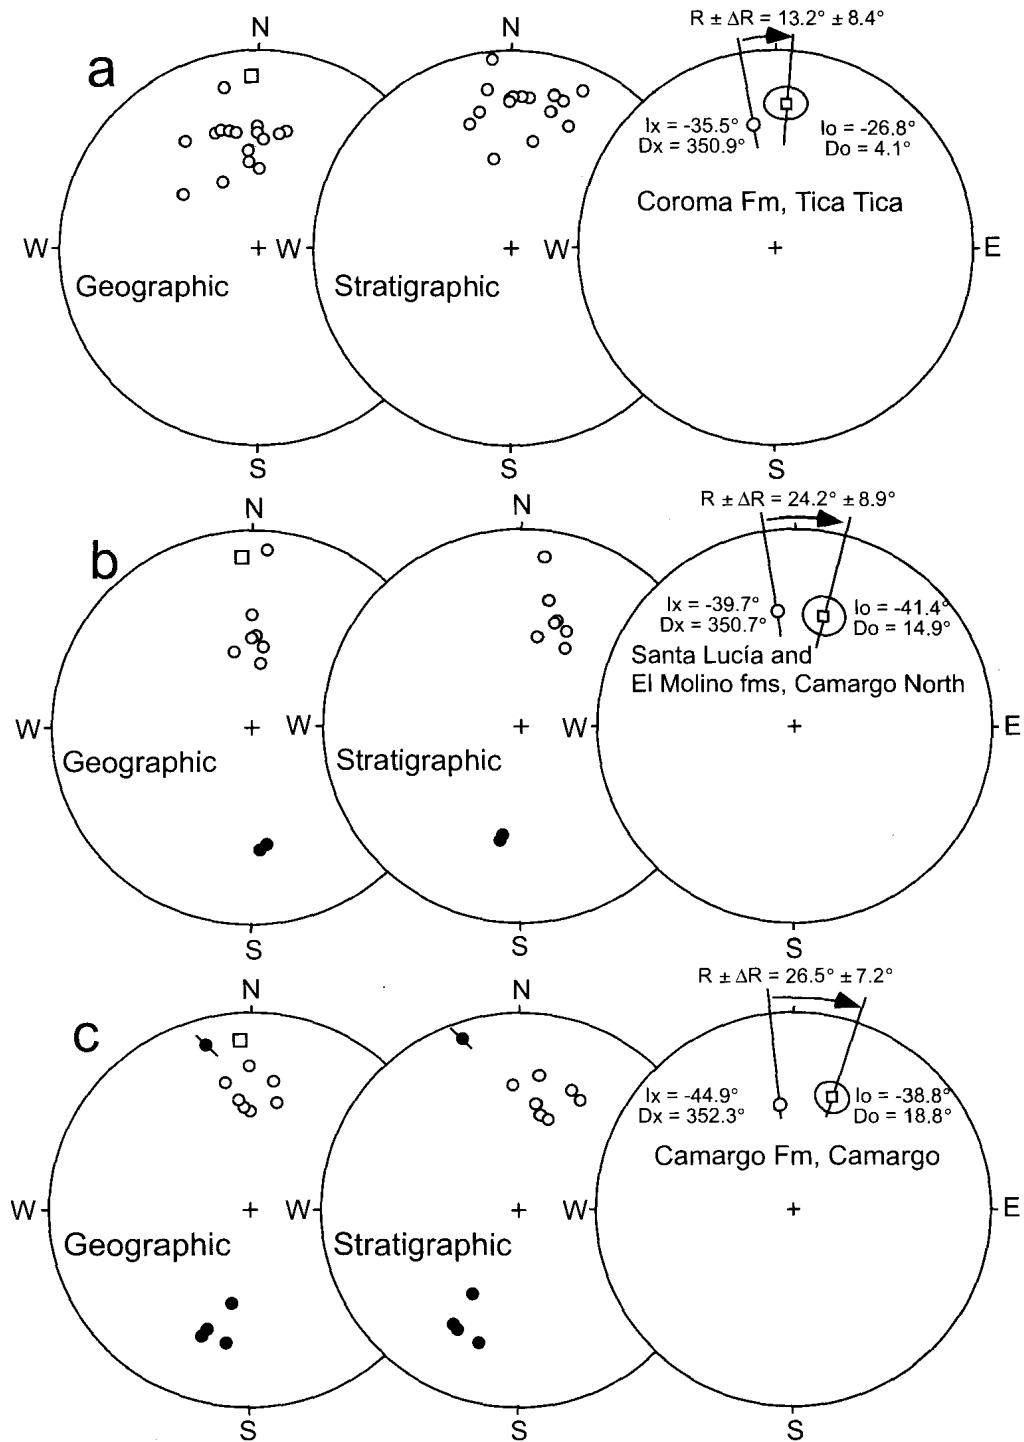 a
N
N
R ± ΔR = 13.2° ± 8.4°
Ix = -35.5°
Dx = 350.9°
Io = -26.8°
Do = 4.1°
Coroma Fm, Tica Tica
W
W
W
E
Geographic
Stratigraphic
S
S
S
b
N
N
R ± ΔR = 24.2° ± 8.9°
Ix = -39.7°
Dx = 350.7°
Io = -41.4°
Do = 14.9°
Santa Lucía and
El Molino fms, Camargo North
W
W
W
E
Geographic
Stratigraphic
S
S
S
c
N
N
R ± ΔR = 26.5° ± 7.2°
Ix = -44.9°
Dx = 352.3°
Io = -38.8°
Do = 18.8°
Camargo Fm, Camargo
W
W
W
E
Geographic
Stratigraphic
S
S
S